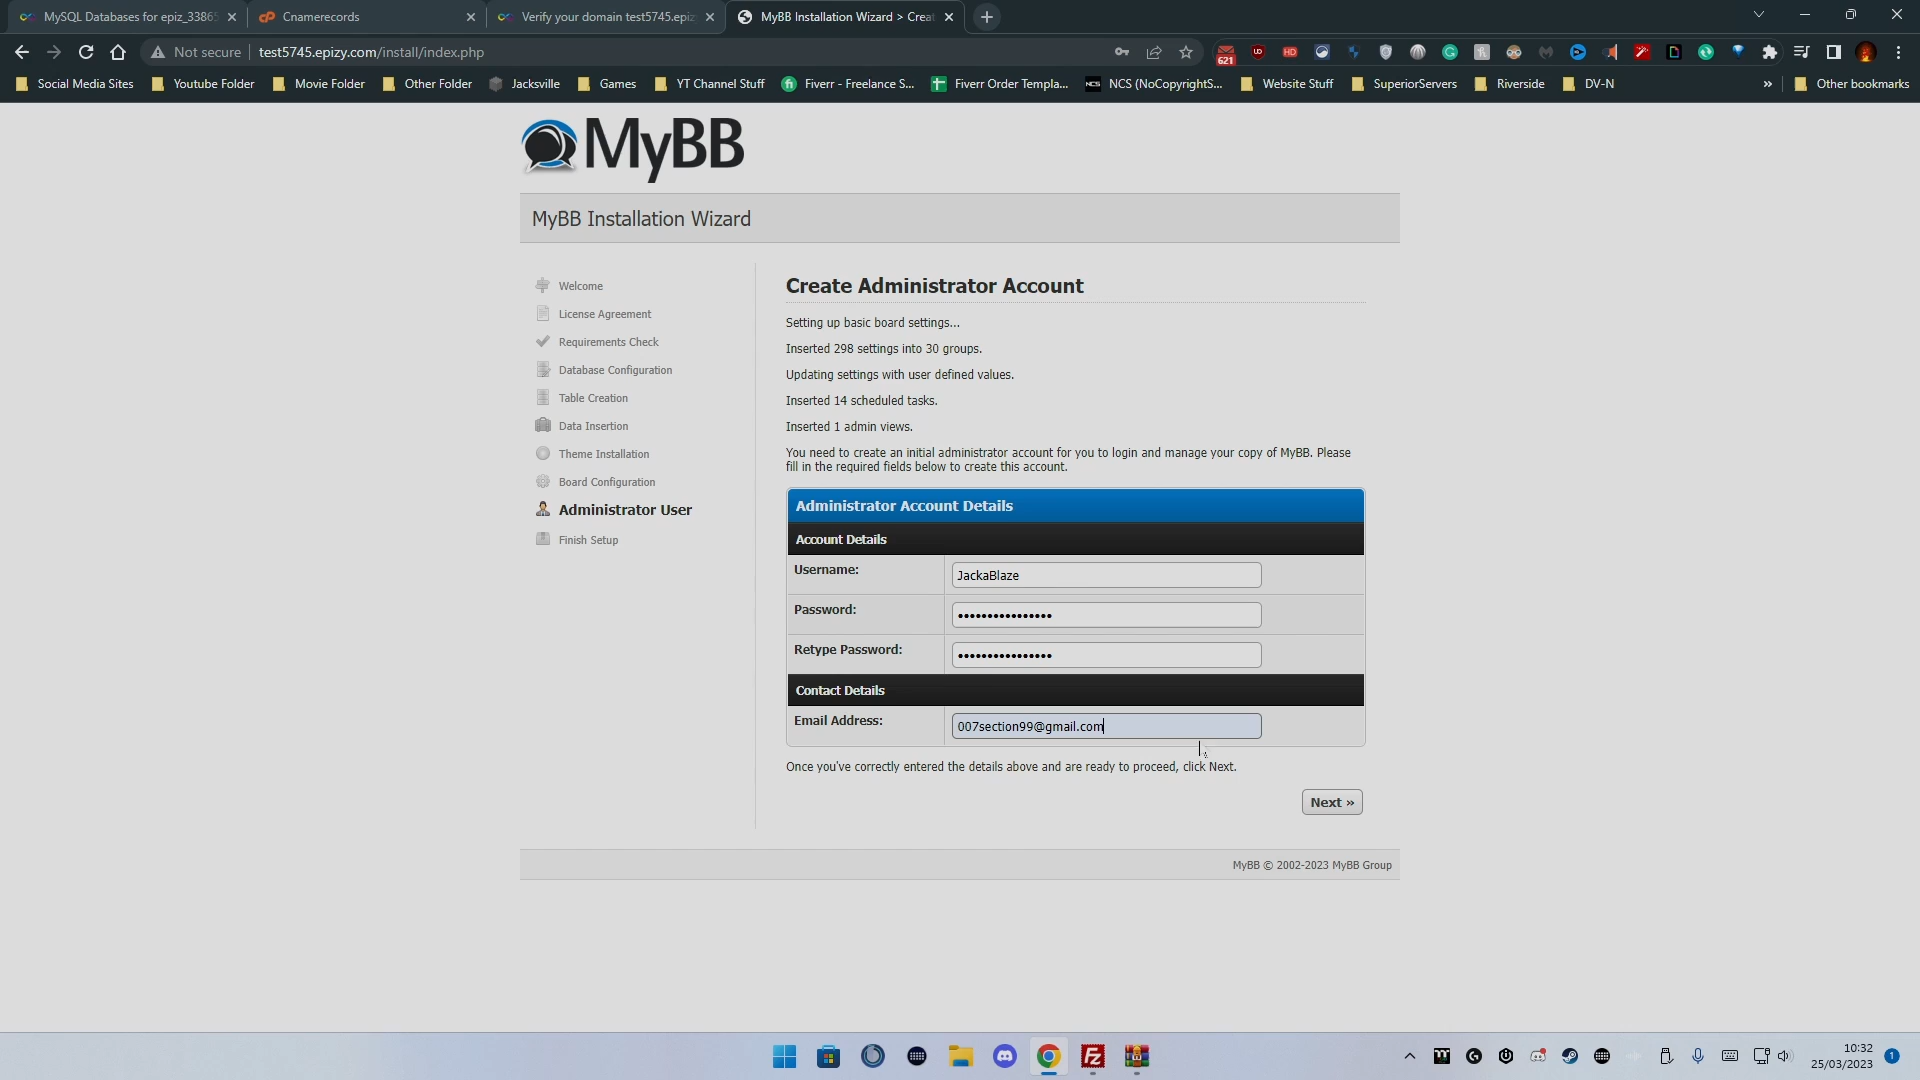 MySQL Databases for epiz_3386
Cnamerecords
Verify your domain test5745.epiz
MyBB Installation Wizard > Crea
Not secure
test5745.epizy.com/install/index.php
621
HD
Social Media Sites
Youtube Folder
Movie Folder
Other Folder
Jacksville
Games
YT Channel Stuff
Fiverr - Freelance S...
Fiverr Order Templa...
NCS (NoCopyrightS...
Website Stuff
SuperiorServers
Riverside
DV-N
»
Other bookmarks
MyBB
MyBB Installation Wizard
Welcome
License Agreement
Requirements Check
Database Configuration
Table Creation
Data Insertion
Theme Installation
Board Configuration
Administrator User
Finish Setup
Create Administrator Account
Setting up basic board settings...
Inserted 298 settings into 30 groups.
Updating settings with user defined values.
Inserted 14 scheduled tasks.
Inserted 1 admin views.
You need to create an initial administrator account for you to login and manage your copy of MyBB. Please
fill in the required fields below to create this account.
Administrator Account Details
Account Details
Username:
JackaBlaze
Password:
••••••••••••••••
Retype Password:
••••••••••••••••
Contact Details
Email Address:
007section99@gmail.com
Once you've correctly entered the details above and are ready to proceed, click Next.
Next »
MyBB © 2002-2023 MyBB Group
10:32
25/03/2023
1